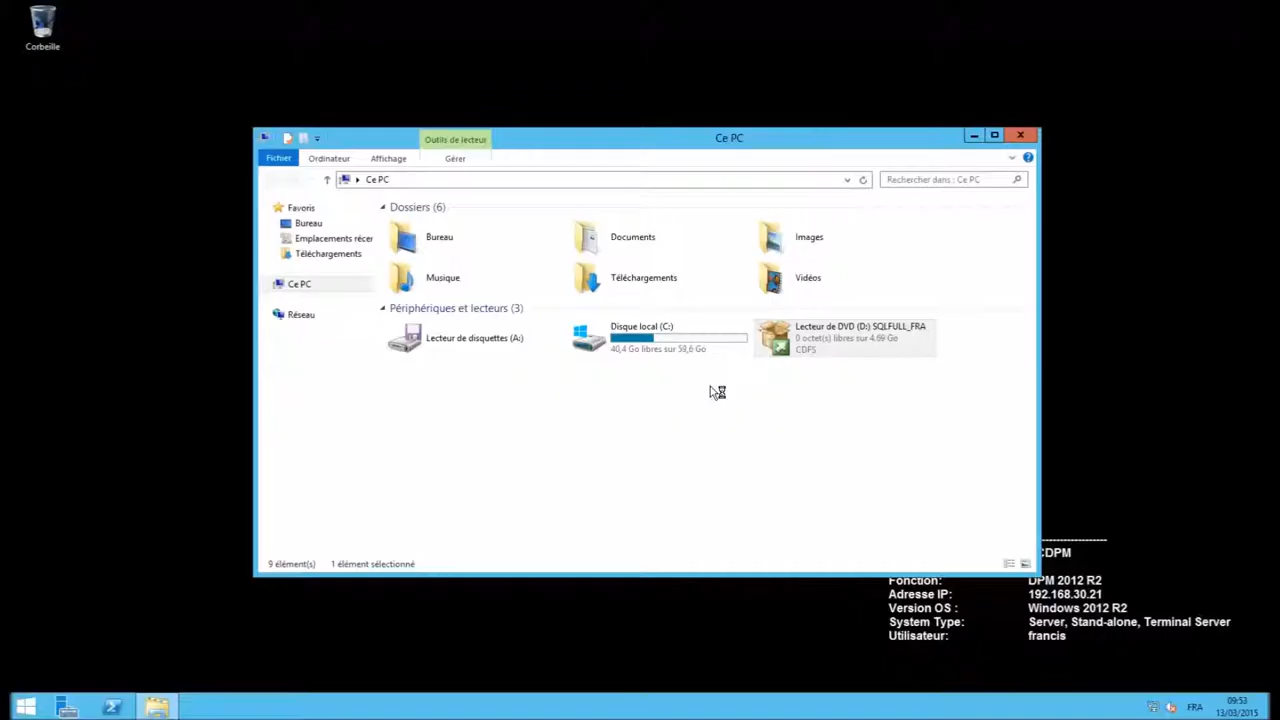 Corbeille
Outils de lecteur
Ce PC
Fichier
Ordinateur
Affichage
Gérer
Ce PC
Rechercher dans : Ce PC
Favoris
Bureau
Emplacements récer
Téléchargements
Ce PC
Réseau
Dossiers (6)
Bureau
Documents
Images
Musique
Téléchargements
Vidéos
Périphériques et lecteurs (3)
Lecteur de disquettes (A:)
Disque local (C:)
40,4 Go libres sur 59,6 Go
Lecteur de DVD (D:) SQLFULL_FRA
0 octet(s) libres sur 4.69 Go
CDFS
9 élément(s)
1 élément sélectionné
CDPM
Fonction: DPM 2012 R2
Adresse IP: 192.168.30.21
Version OS : Windows 2012 R2
System Type: Server, Stand-alone, Terminal Server
Utilisateur: francis
FRA
09:53
13/03/2015